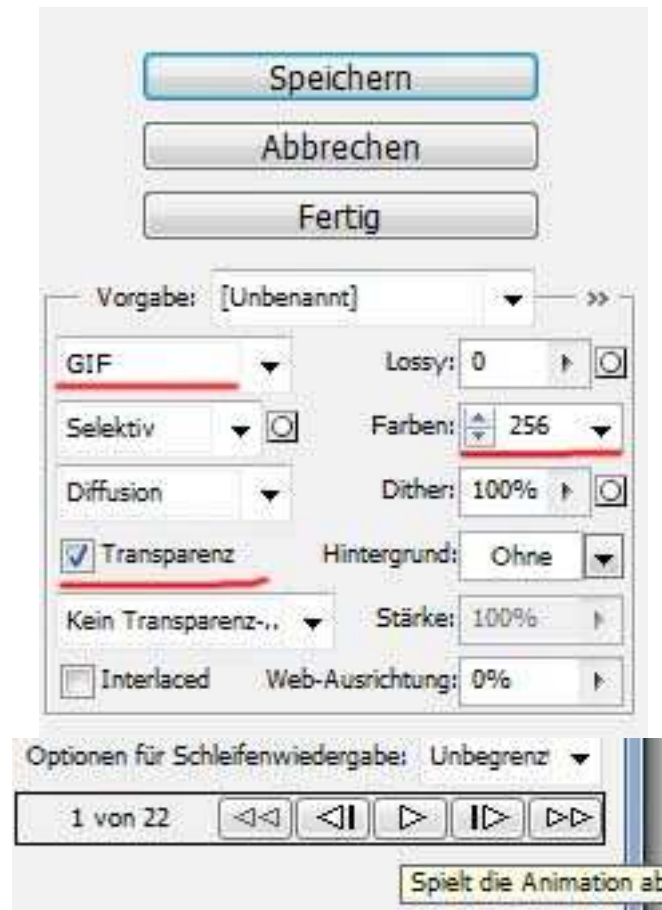 Speichern
Abbrechen
Fertig
Vorgabe: [Unbenannt]
GIF Lossy: 0
Selektiv Farben: 256
Diffusion Dither: 100%
Transparenz Hintergrund: Ohne
Kein Transparenz-.. Stärke: 100%
Interlaced Web-Ausrichtung: 0%
Optionen für Schleifenwiedergabe: Unbegrenz
1 von 22
Spielt die Animation ab